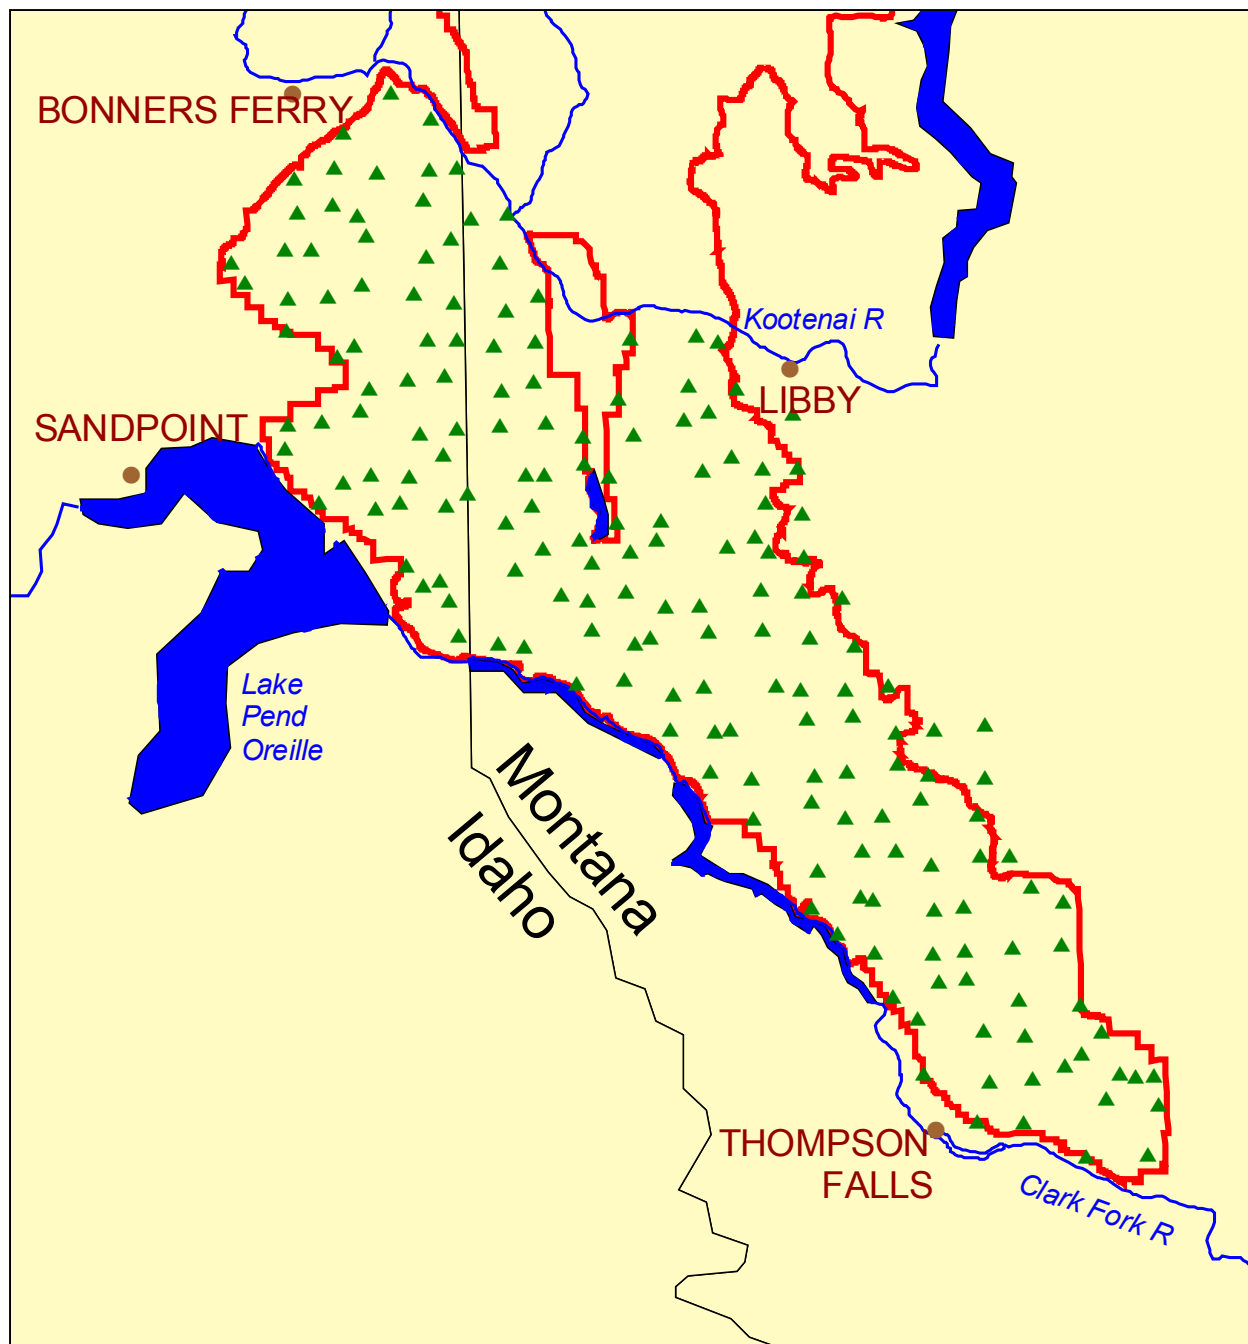 BONNERS FERRY
Kootenai R
LIBBY
SANDPOINT
Lake
Pend
Oreille
Montana
Idaho
THOMPSON
FALLS
Clark Fork R